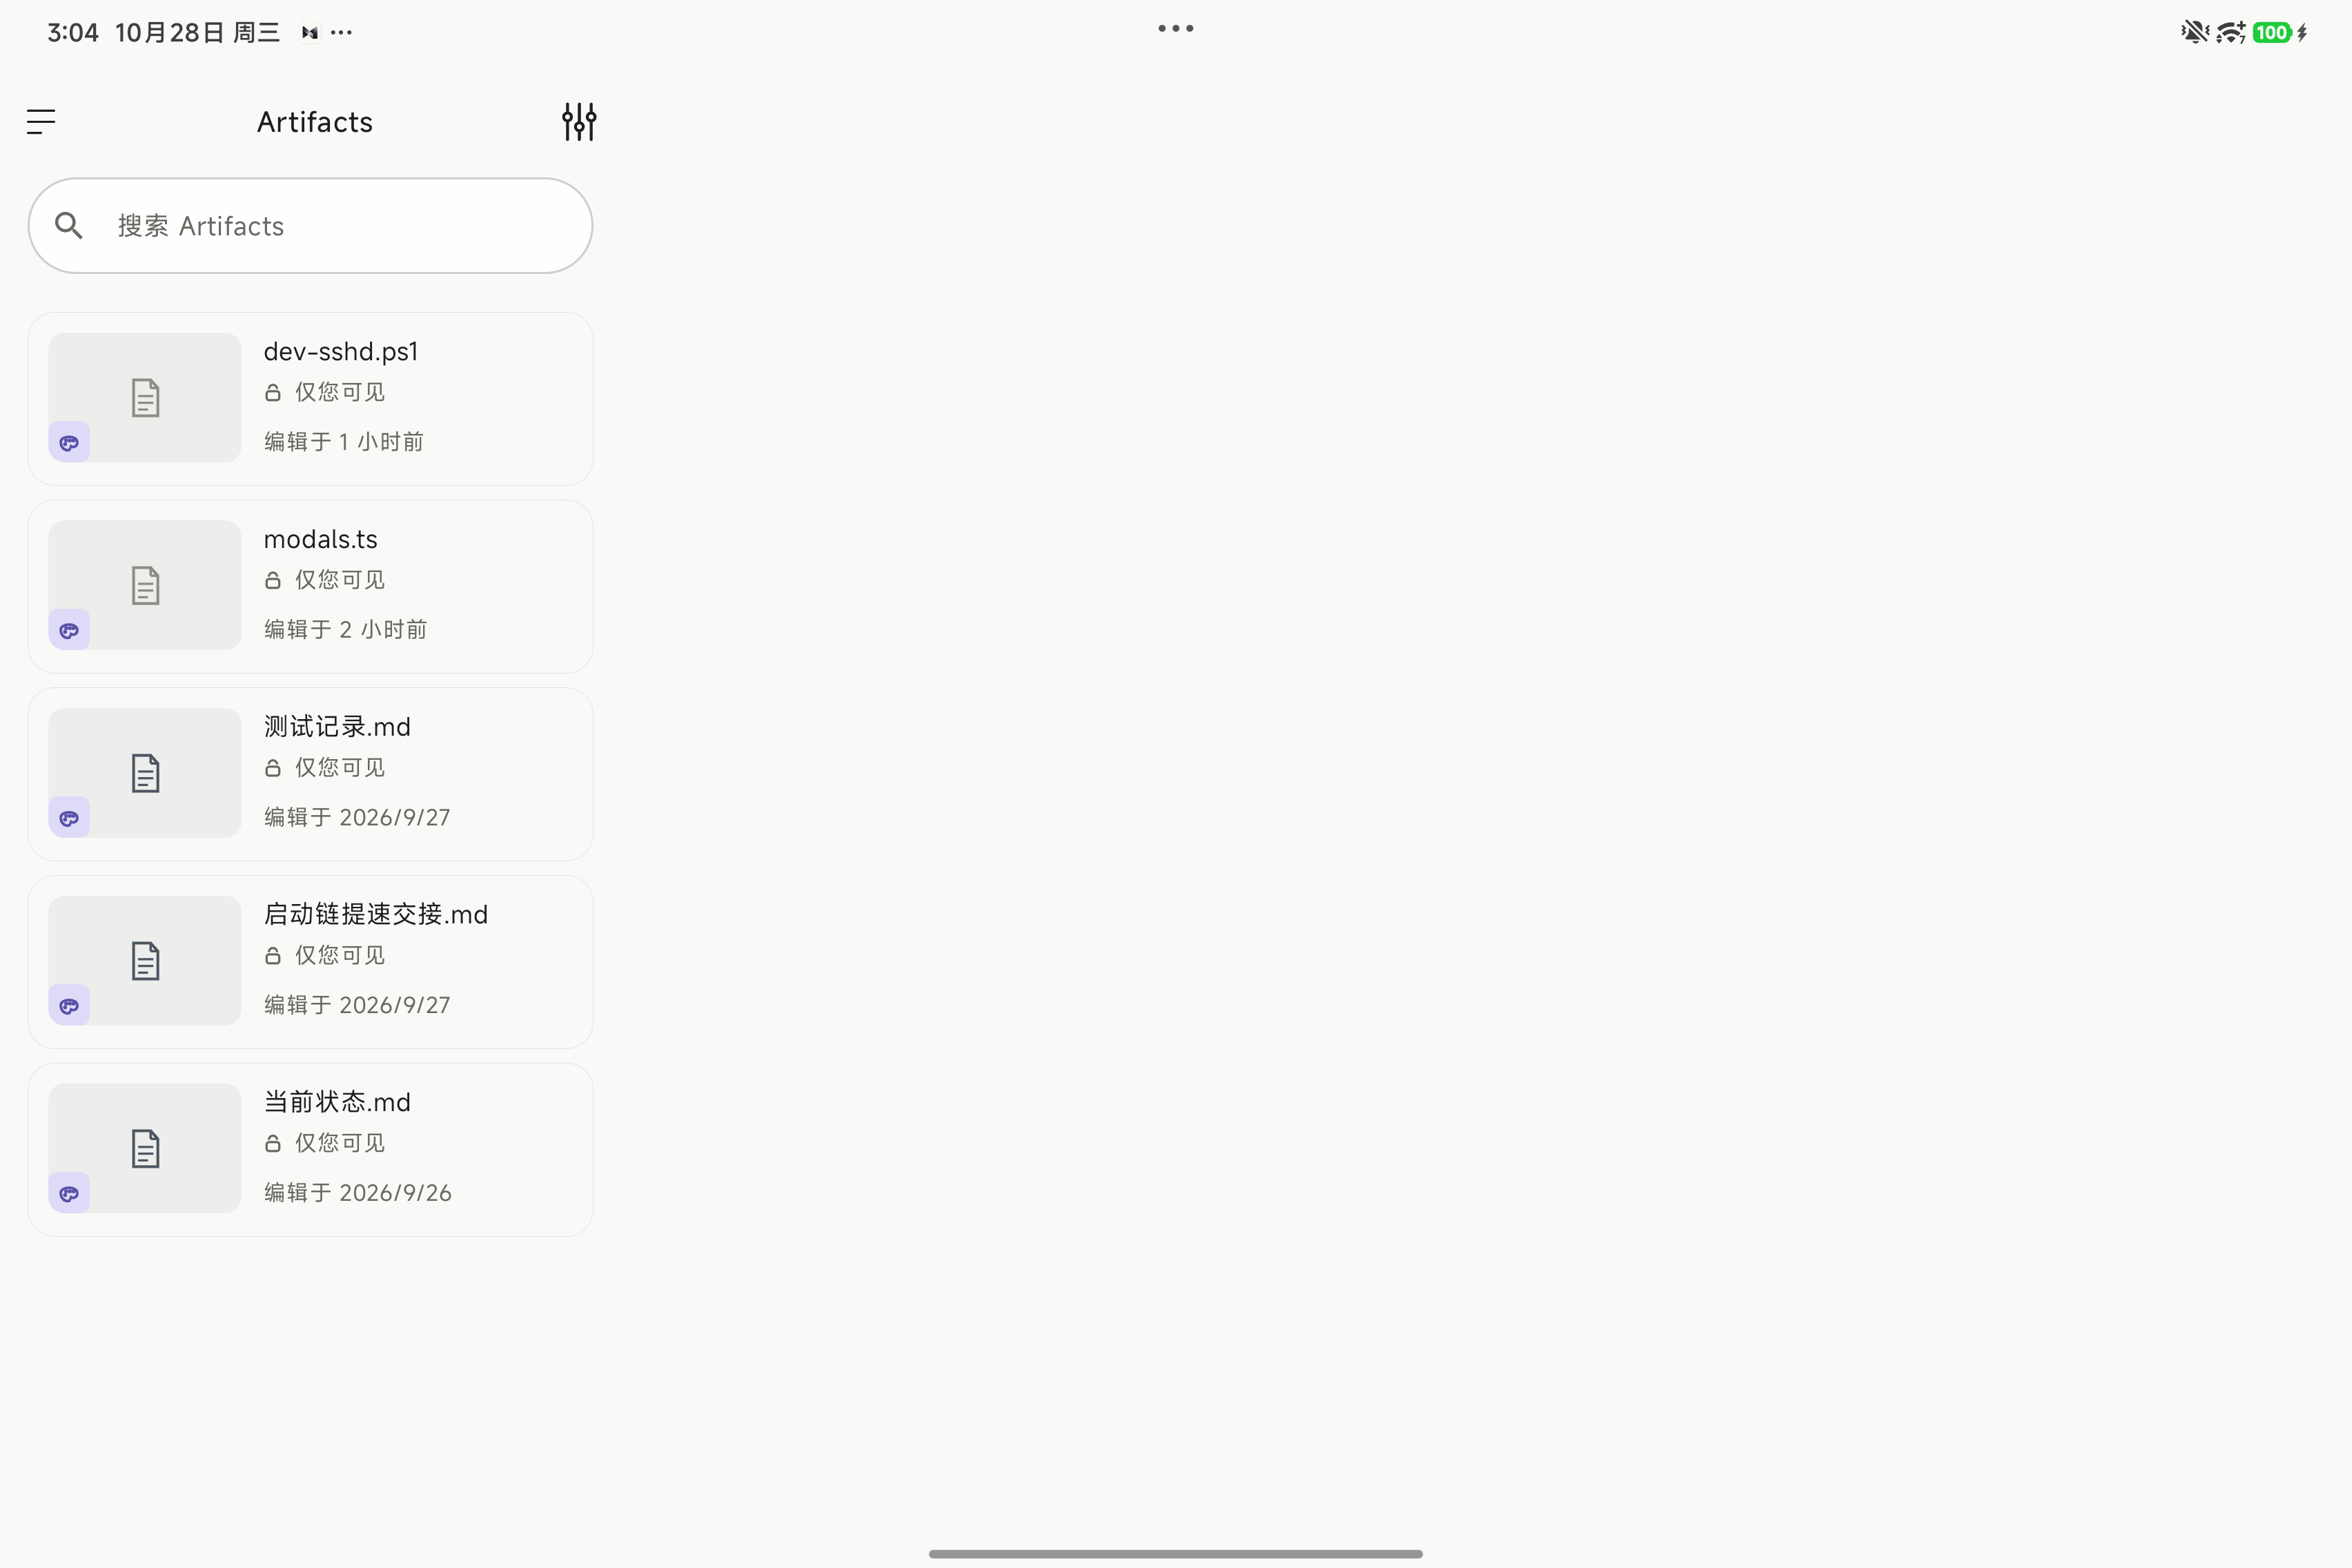 3:04 10月28日 周三
100
Artifacts
搜索 Artifacts
dev-sshd.ps1
仅您可见
编辑于 1 小时前
modals.ts
仅您可见
编辑于 2 小时前
测试记录.md
仅您可见
编辑于 2026/9/27
启动链提速交接.md
仅您可见
编辑于 2026/9/27
当前状态.md
仅您可见
编辑于 2026/9/26